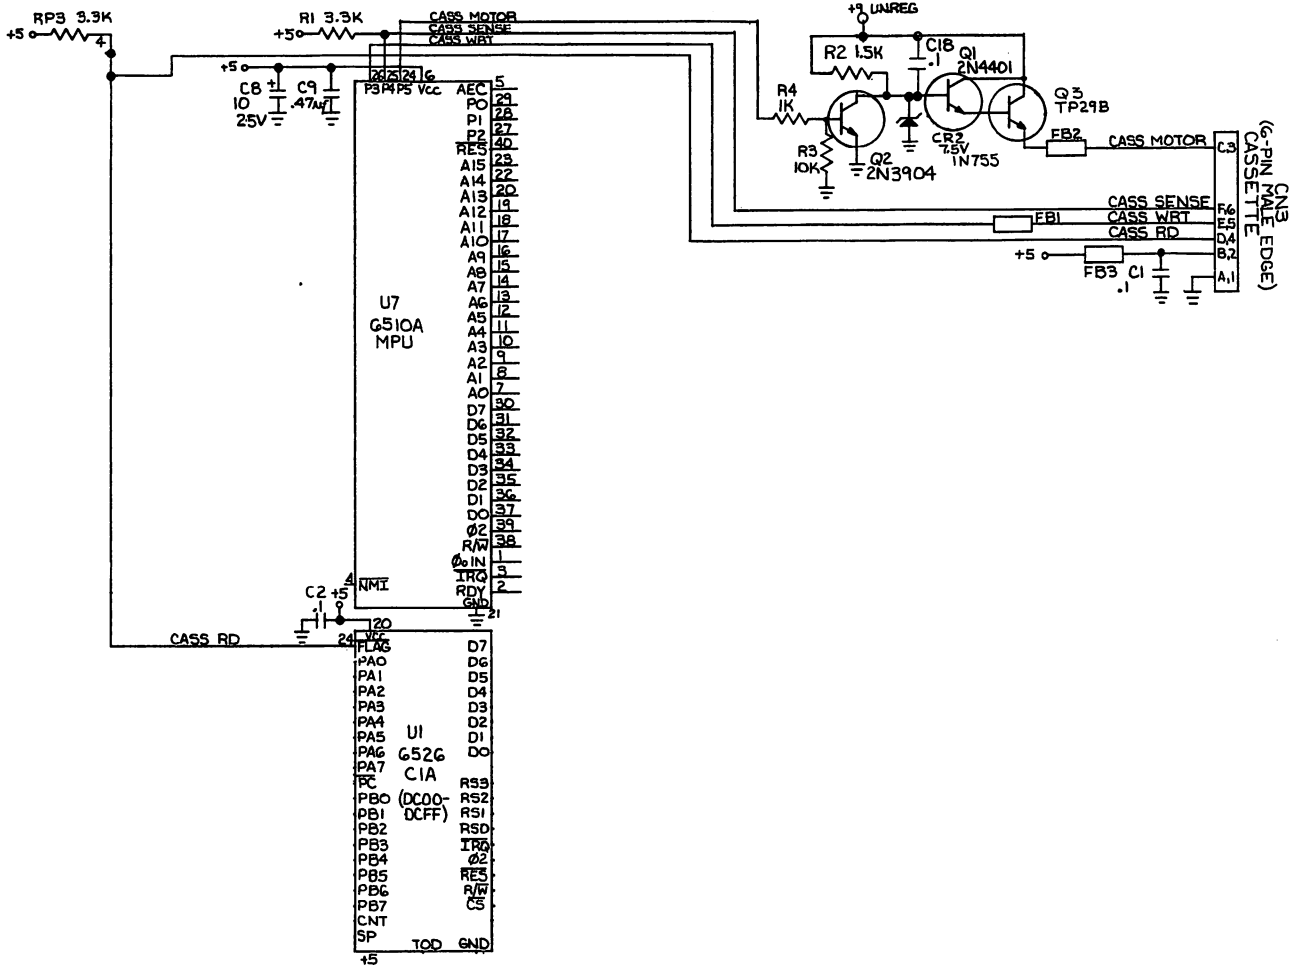 RP3 3.3K
+5
4
R1 3.3K
+5
CASS MOTOR
CASS SENSE
CASS WRT
+9 UNREG
R2 1.5K
C18
.1
Q1
2N4401
Q3
TP29B
R4
1K
R3
10K
Q2
2N3904
CR2
7.5V
1N755
FB2
CASS MOTOR
C,3
CASS SENSE
F,6
FB1
CASS WRT
E,5
CASS RD
D,4
+5
FB3
C1
.1
B,2
A,1
CN3
(6-PIN MALE EDGE)
CASSETTE
+5
C8
+
10
25V
C9
.47uf
26 25 24 6
P3 P4 P5 Vcc
AEC 5
P0 29
P1 28
P2 27
RES 40
A15 23
A14 22
A13 20
A12 19
A11 18
A10 17
A9 16
A8 15
A7 14
A6 13
A5 12
A4 11
A3 10
A2 9
A1 8
A0 7
D7 30
D6 31
D5 32
D4 33
D3 34
D2 35
D1 36
D0 37
Ø2 39
R/W 38
Øo IN 1
IRQ 3
RDY 2
GND 21
U7
6510A
MPU
4 NMI
C2
.1
+5
20
VCC
CASS RD
24
FLAG
PA0
PA1
PA2
PA3
PA4
PA5
PA6
PA7
PC
PB0
PB1
PB2
PB3
PB4
PB5
PB6
PB7
CNT
SP
+5
TOD
GND
U1
6526
CIA
(DC00-
DCFF)
D7
D6
D5
D4
D3
D2
D1
D0
RS3
RS2
RS1
RS0
IRQ
Ø2
RES
R/W
CS